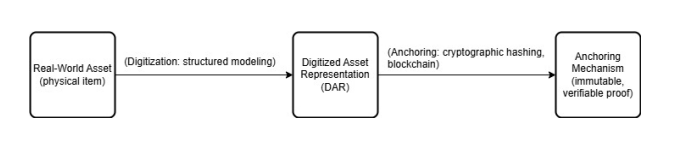 Real-World Asset
(physical item)
(Digitization: structured modeling)
Digitized Asset
Representation
(DAR)
(Anchoring: cryptographic hashing,
blockchain)
Anchoring
Mechanism
(immutable,
verifiable proof)